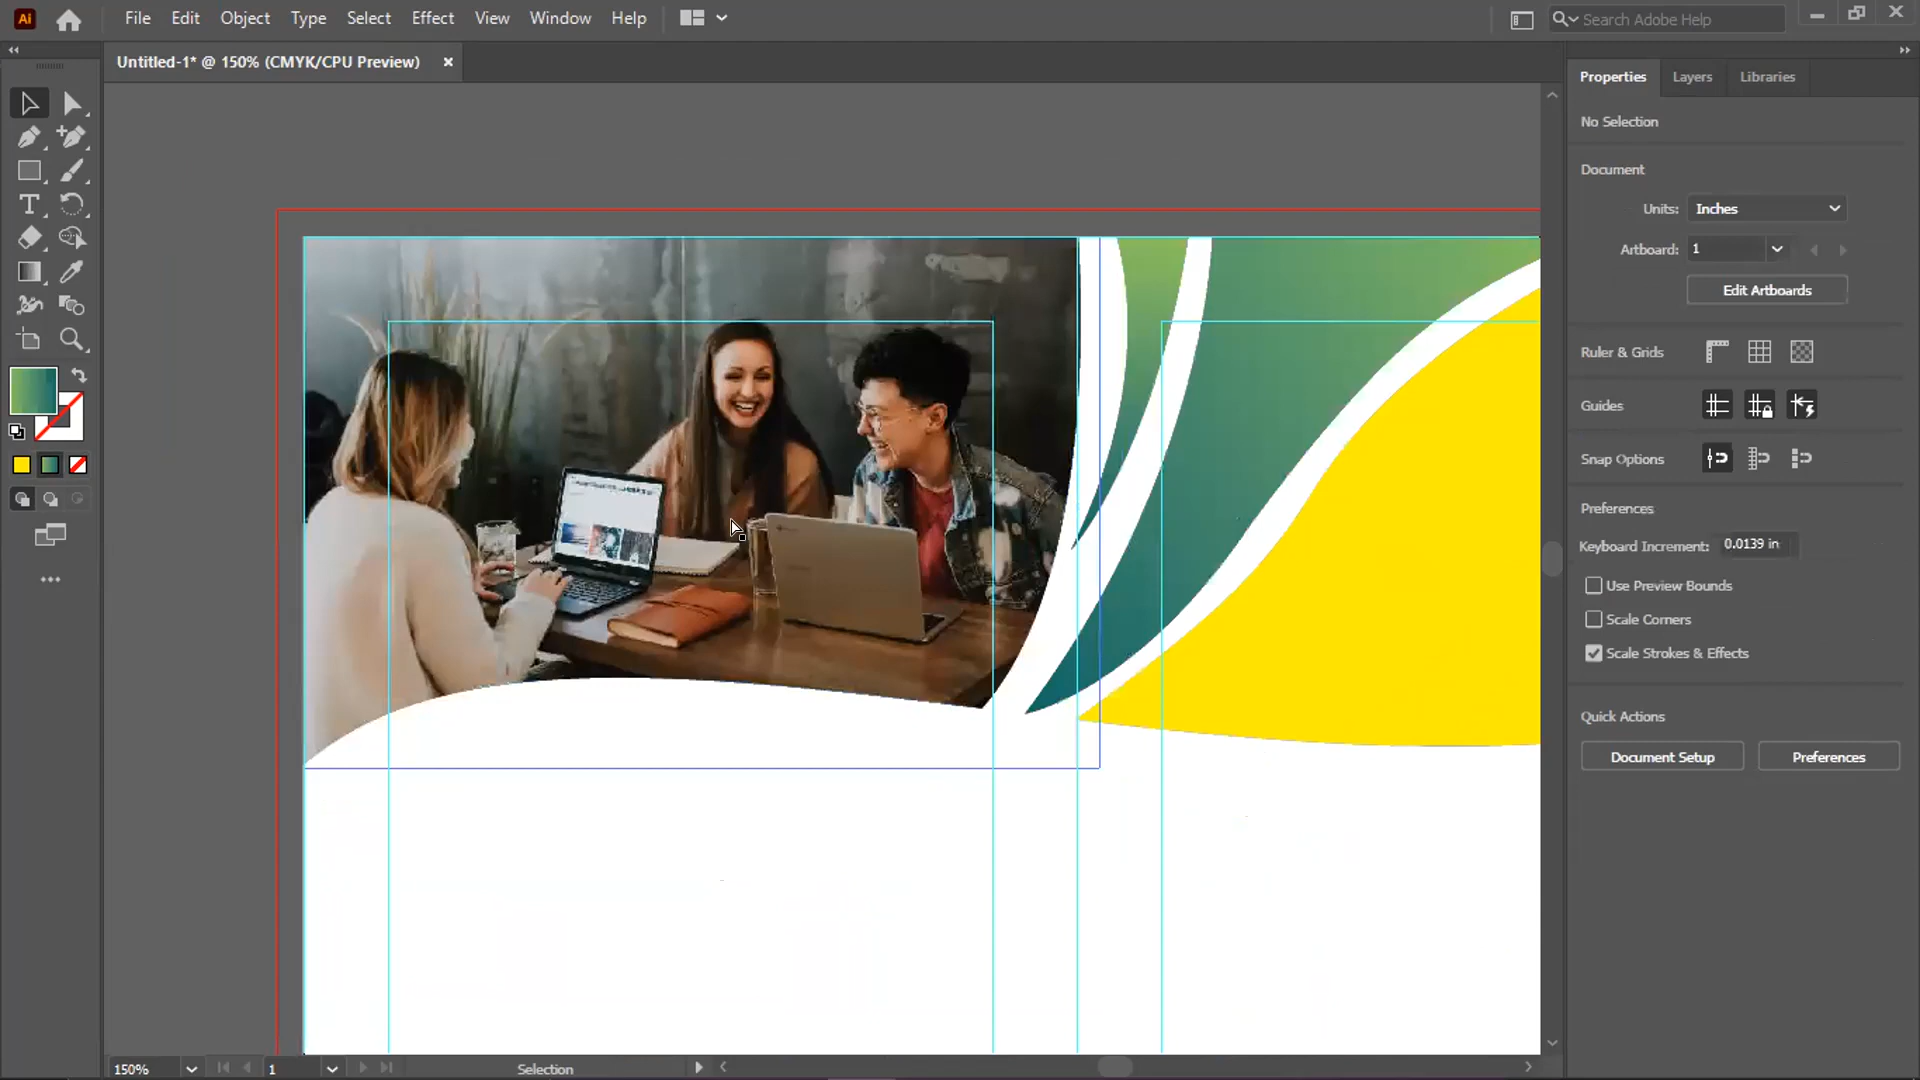 Ai File Edit Object Type Select Effect View Window Help Search Adobe Help
Untitled-1* @ 150% (CMYK/CPU Preview)
Properties Layers Libraries
No Selection
Document
Units: Inches
Artboard: 1
Edit Artboards
Ruler & Grids
Guides
Snap Options
Preferences
Keyboard Increment: 0.0139 in
Use Preview Bounds
Scale Corners
Scale Strokes & Effects
Quick Actions
Document Setup Preferences
150% 1 Selection